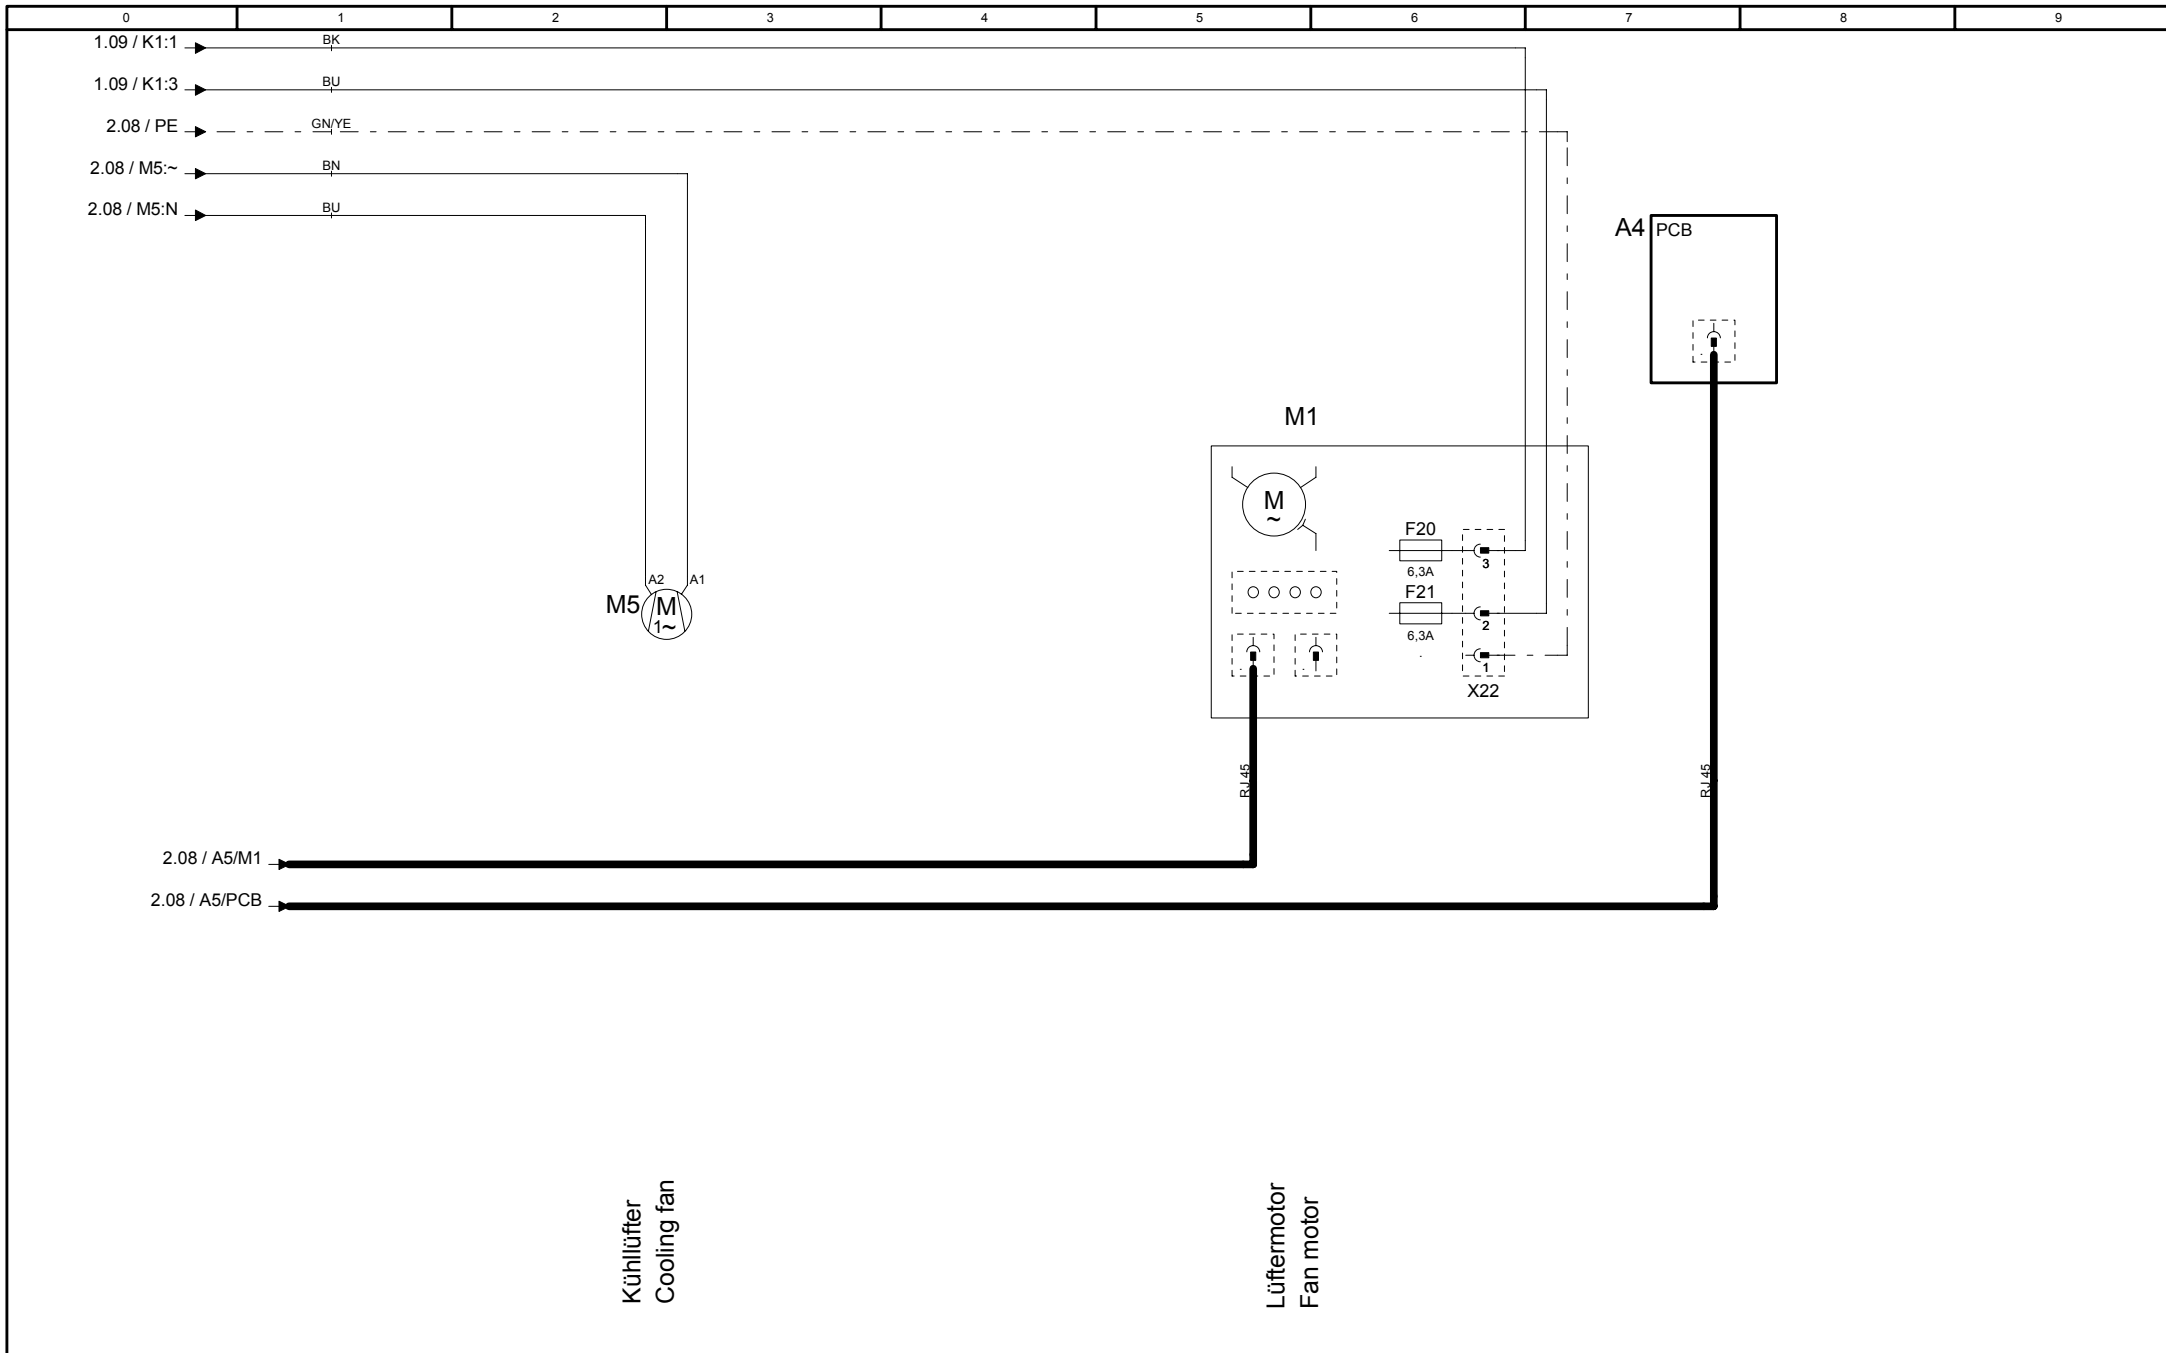 0 1 2 3 4 5 6 7 8 9
1.09 / K1:1 BK
1.09 / K1:3 BU
2.08 / PE GN/YE
2.08 / M5:~ BN
2.08 / M5:N BU
A4 PCB
M1
M
~
F20
6,3A
3
A2 A1
M5 M
1~
F21
6,3A
2
1
X22
RJ45 RJ45
2.08 / A5/M1
2.08 / A5/PCB
Kühllüfter
Cooling fan
Lüftermotor
Fan motor